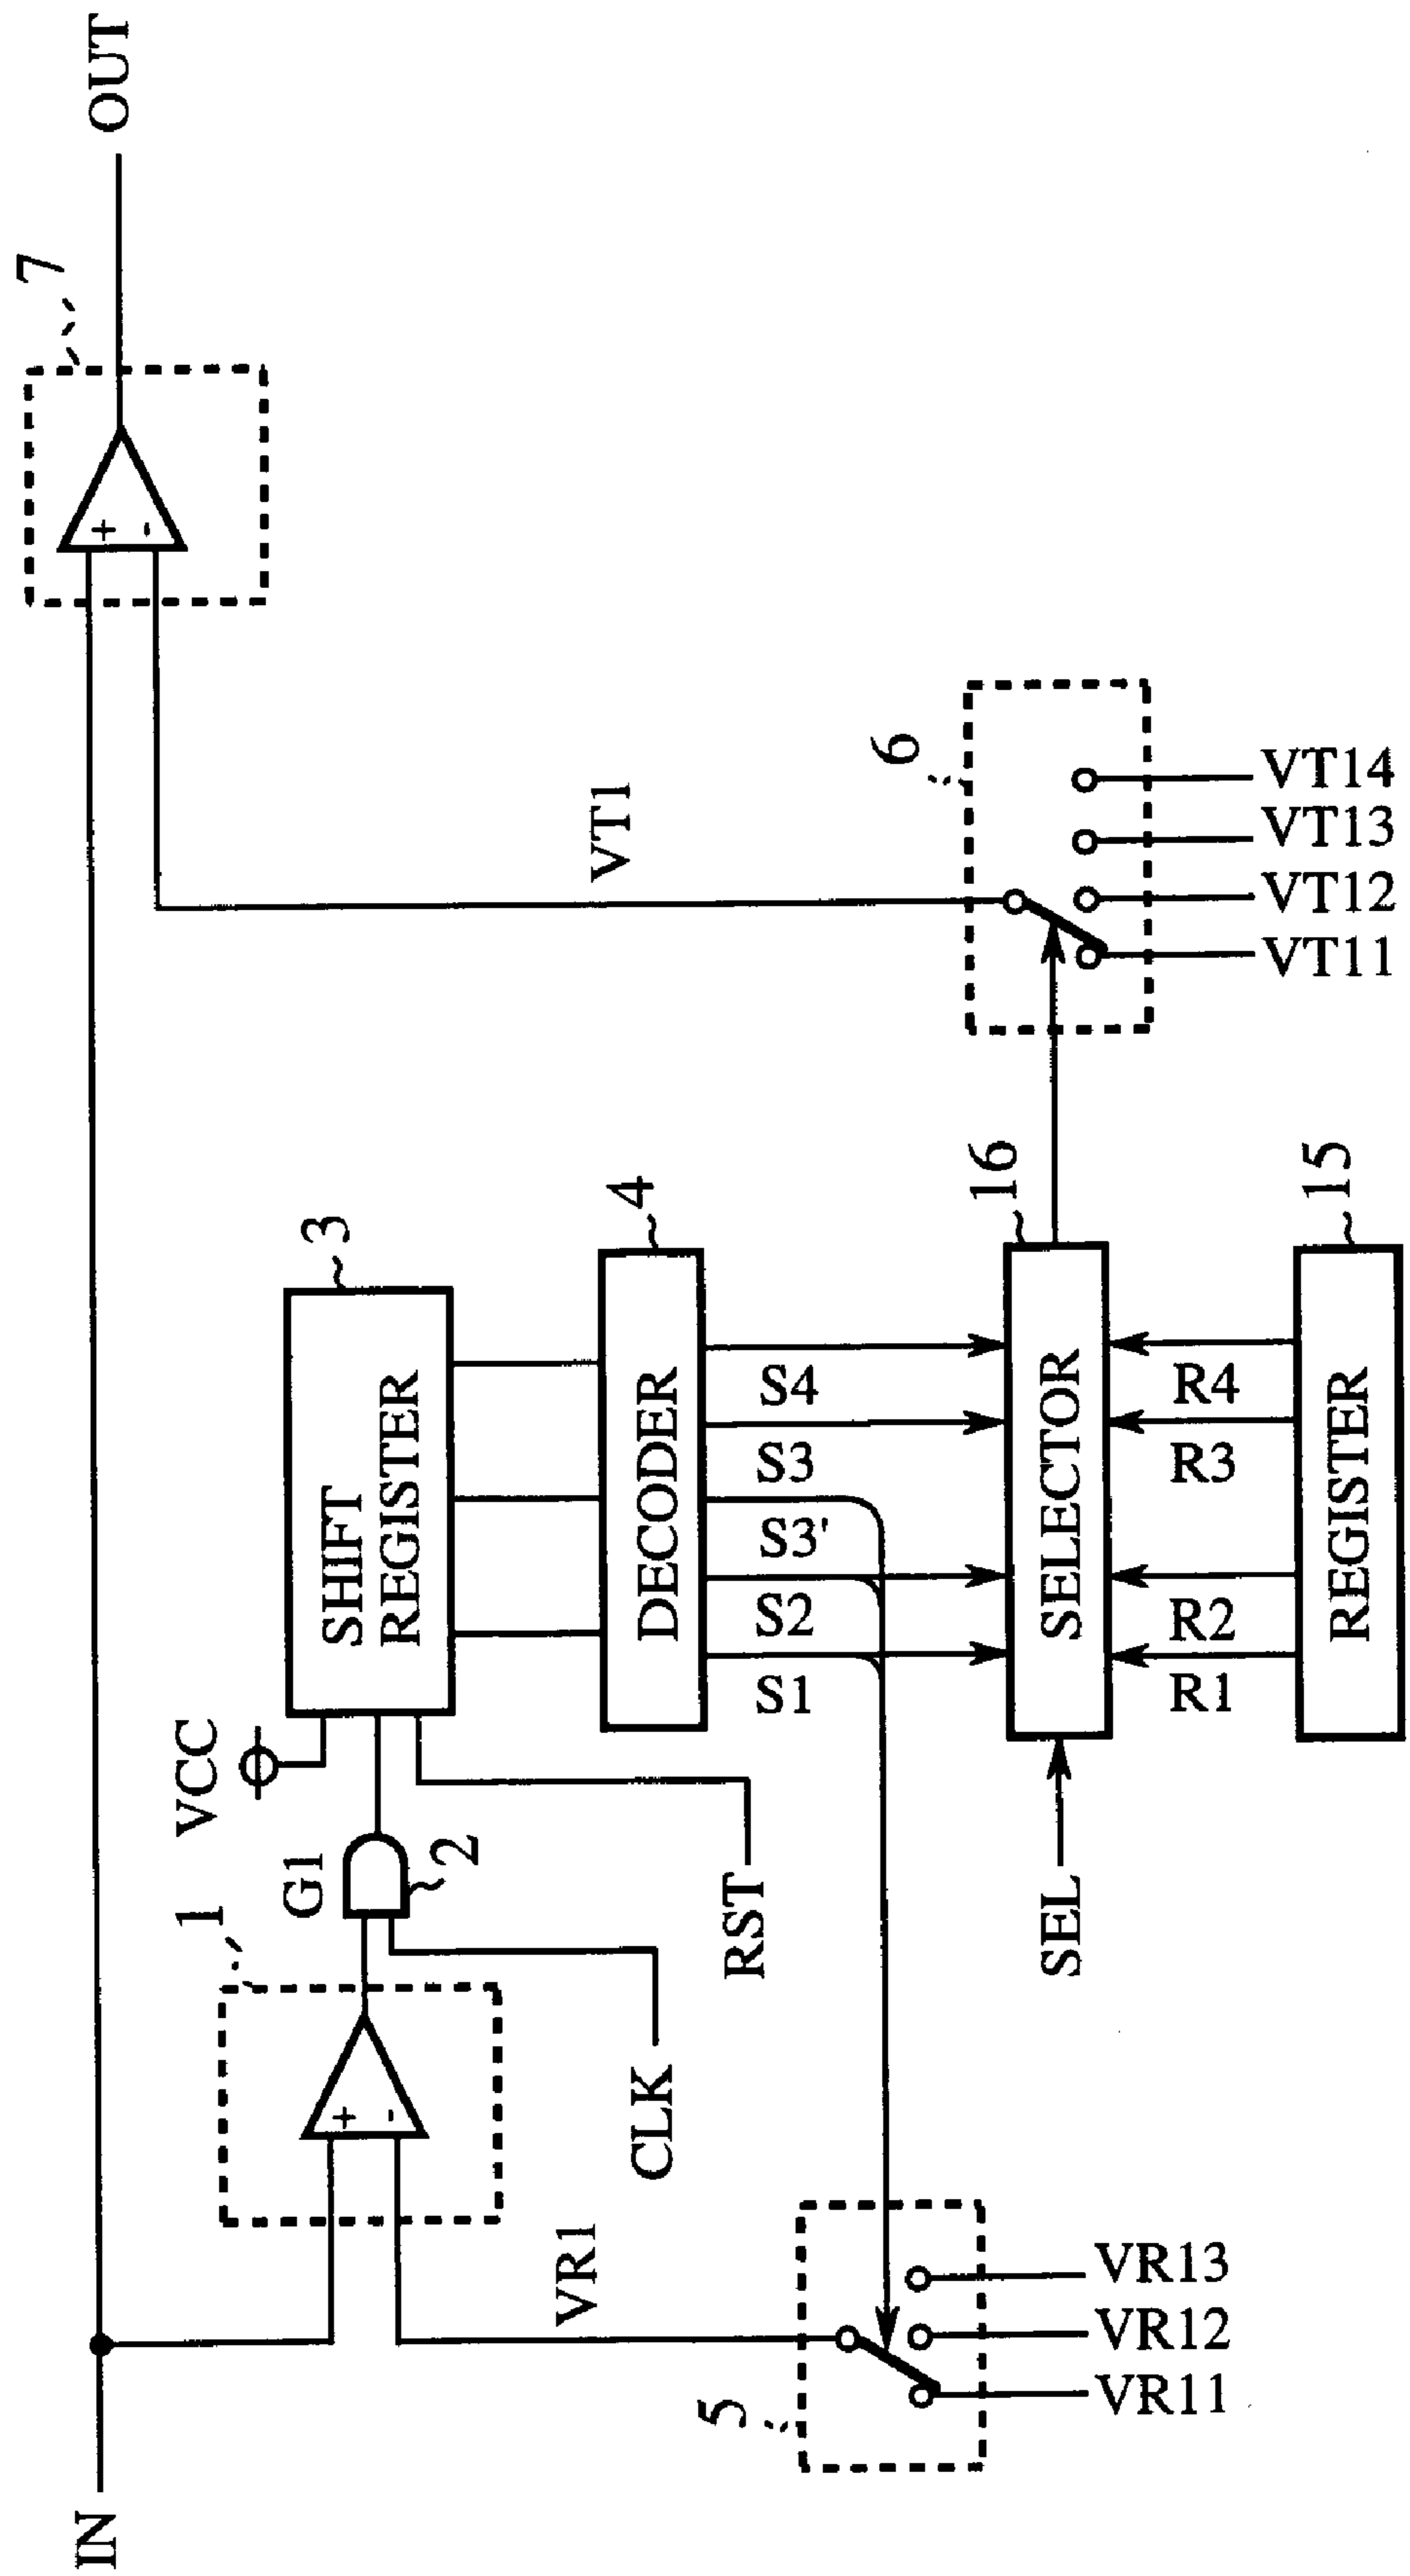 IN
OUT
7
1
G1
2
VCC
SHIFT
REGISTER
3
CLK
RST
DECODER
4
VR1
VT1
S1
S2
S3'
S3
S4
5
VR11
VR12
VR13
6
VT11
VT12
VT13
VT14
SEL
SELECTOR
16
R1
R2
R3
R4
REGISTER
15
+
-
+
-